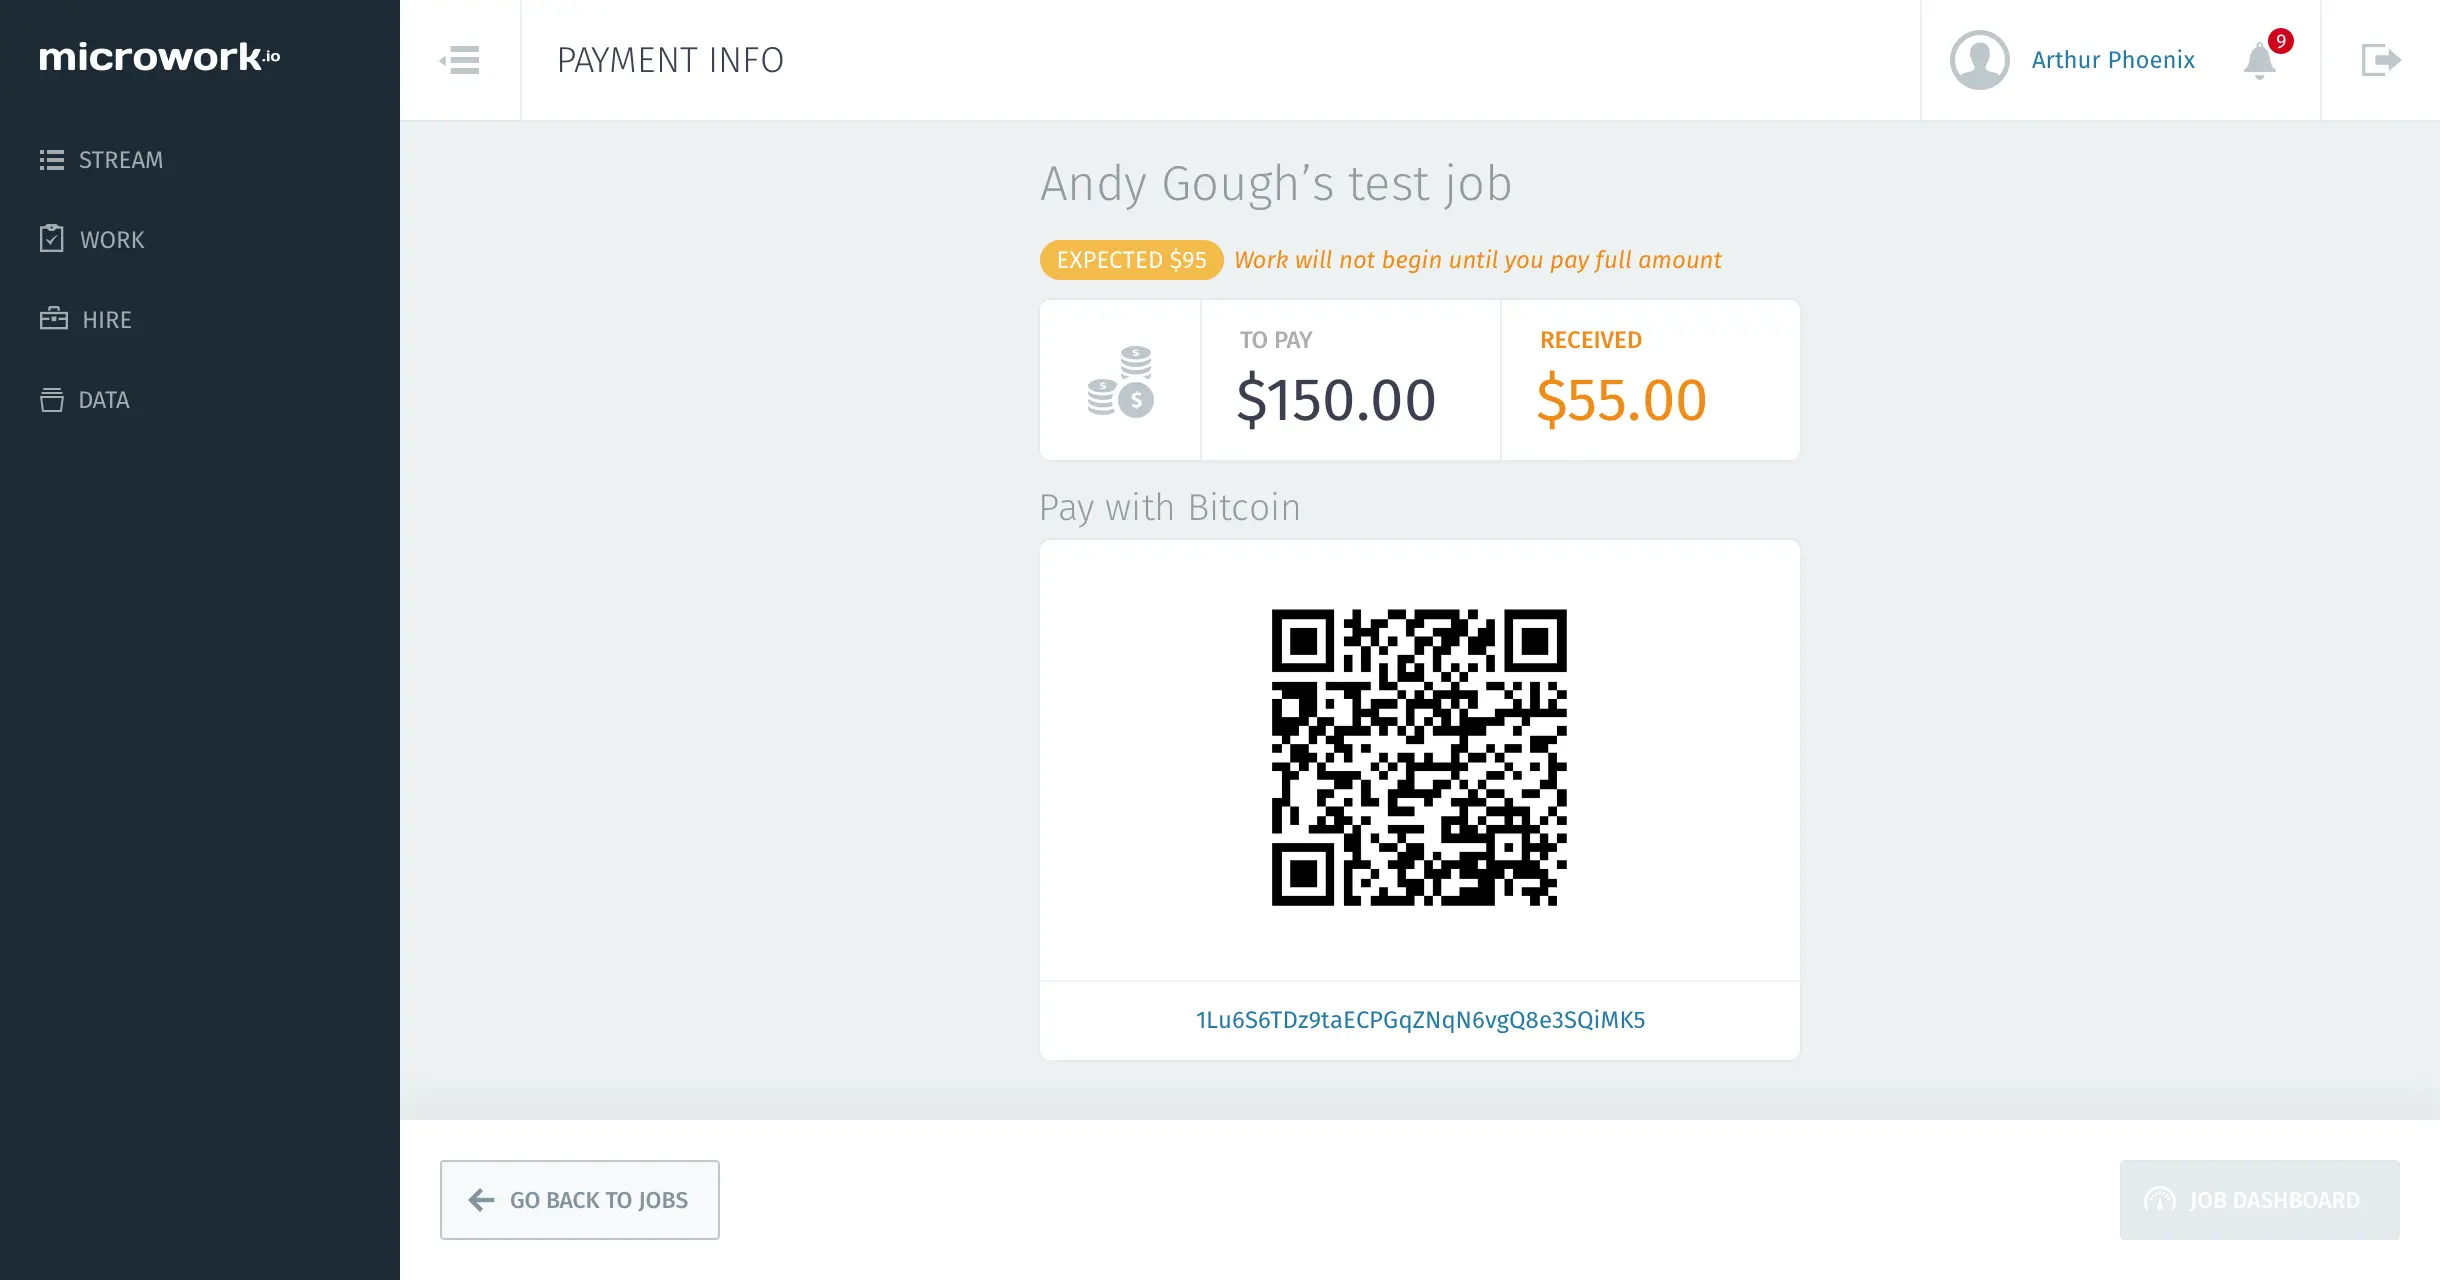 microwork.io
PAYMENT INFO
Arthur Phoenix
9
STREAM
WORK
HIRE
DATA
Andy Gough’s test job
EXPECTED $95 Work will not begin until you pay full amount
TO PAY
$150.00
RECEIVED
$55.00
Pay with Bitcoin
1Lu6S6TDz9taECPGqZNqN6vgQ8e3SQiMK5
GO BACK TO JOBS
JOB DASHBOARD